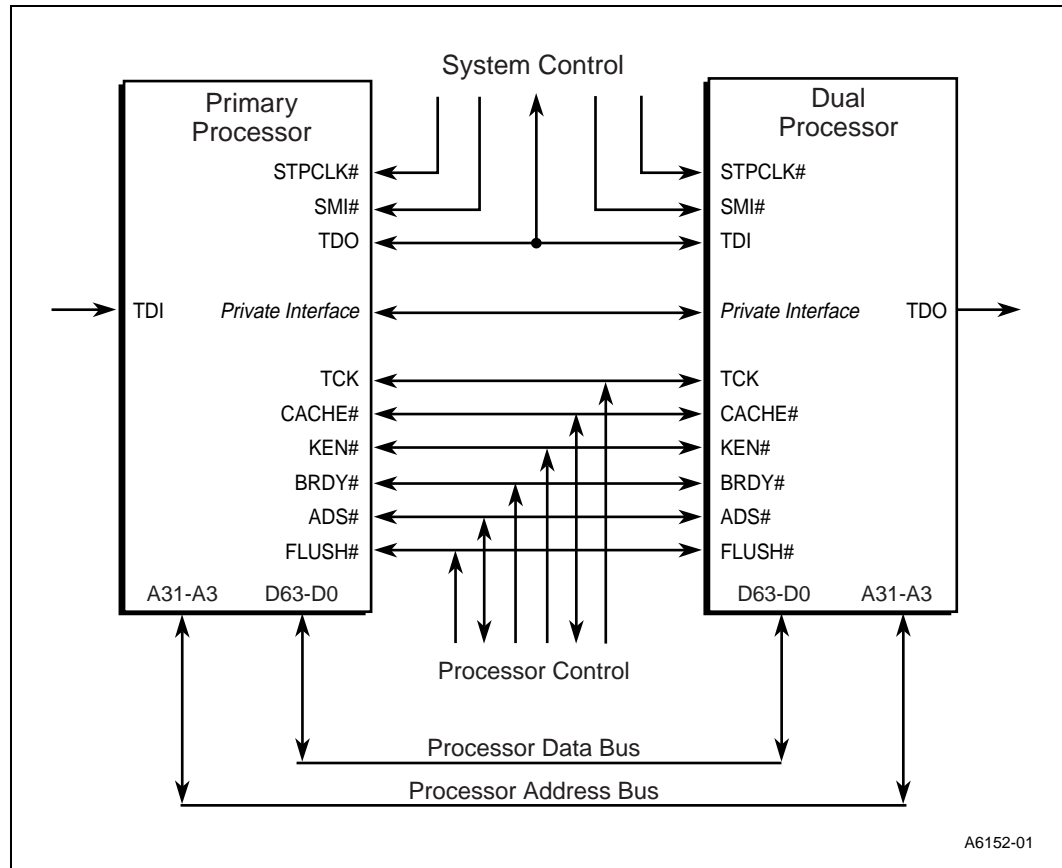 System Control
Primary
Processor
STPCLK#
SMI#
TDO
TDI
Private Interface
TCK
CACHE#
KEN#
BRDY#
ADS#
FLUSH#
A31-A3
D63-D0
Dual
Processor
STPCLK#
SMI#
TDI
Private Interface
TDO
TCK
CACHE#
KEN#
BRDY#
ADS#
FLUSH#
D63-D0
A31-A3
Processor Control
Processor Data Bus
Processor Address Bus
A6152-01